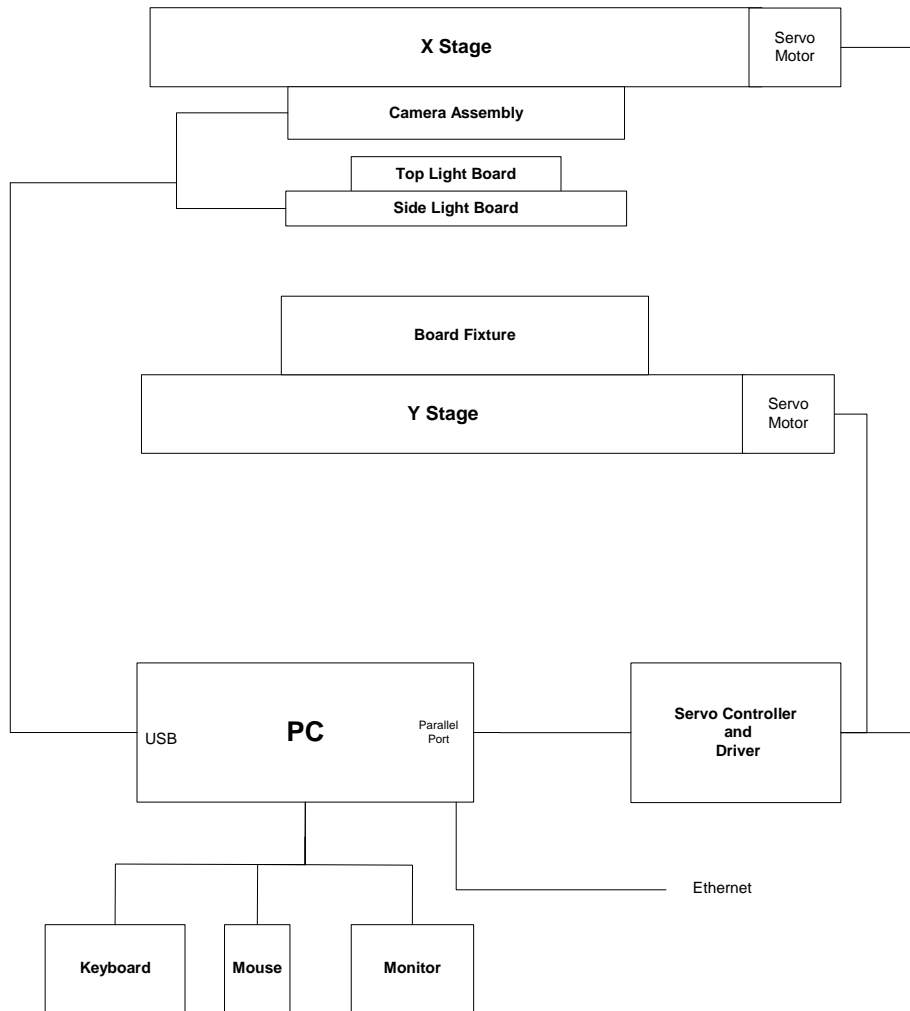 X Stage
Servo
Motor
Camera Assembly
Top Light Board
Side Light Board
Board Fixture
Y Stage
Servo
Motor
USB
PC
Parallel
Port
Servo Controller
and
Driver
Ethernet
Keyboard
Mouse
Monitor